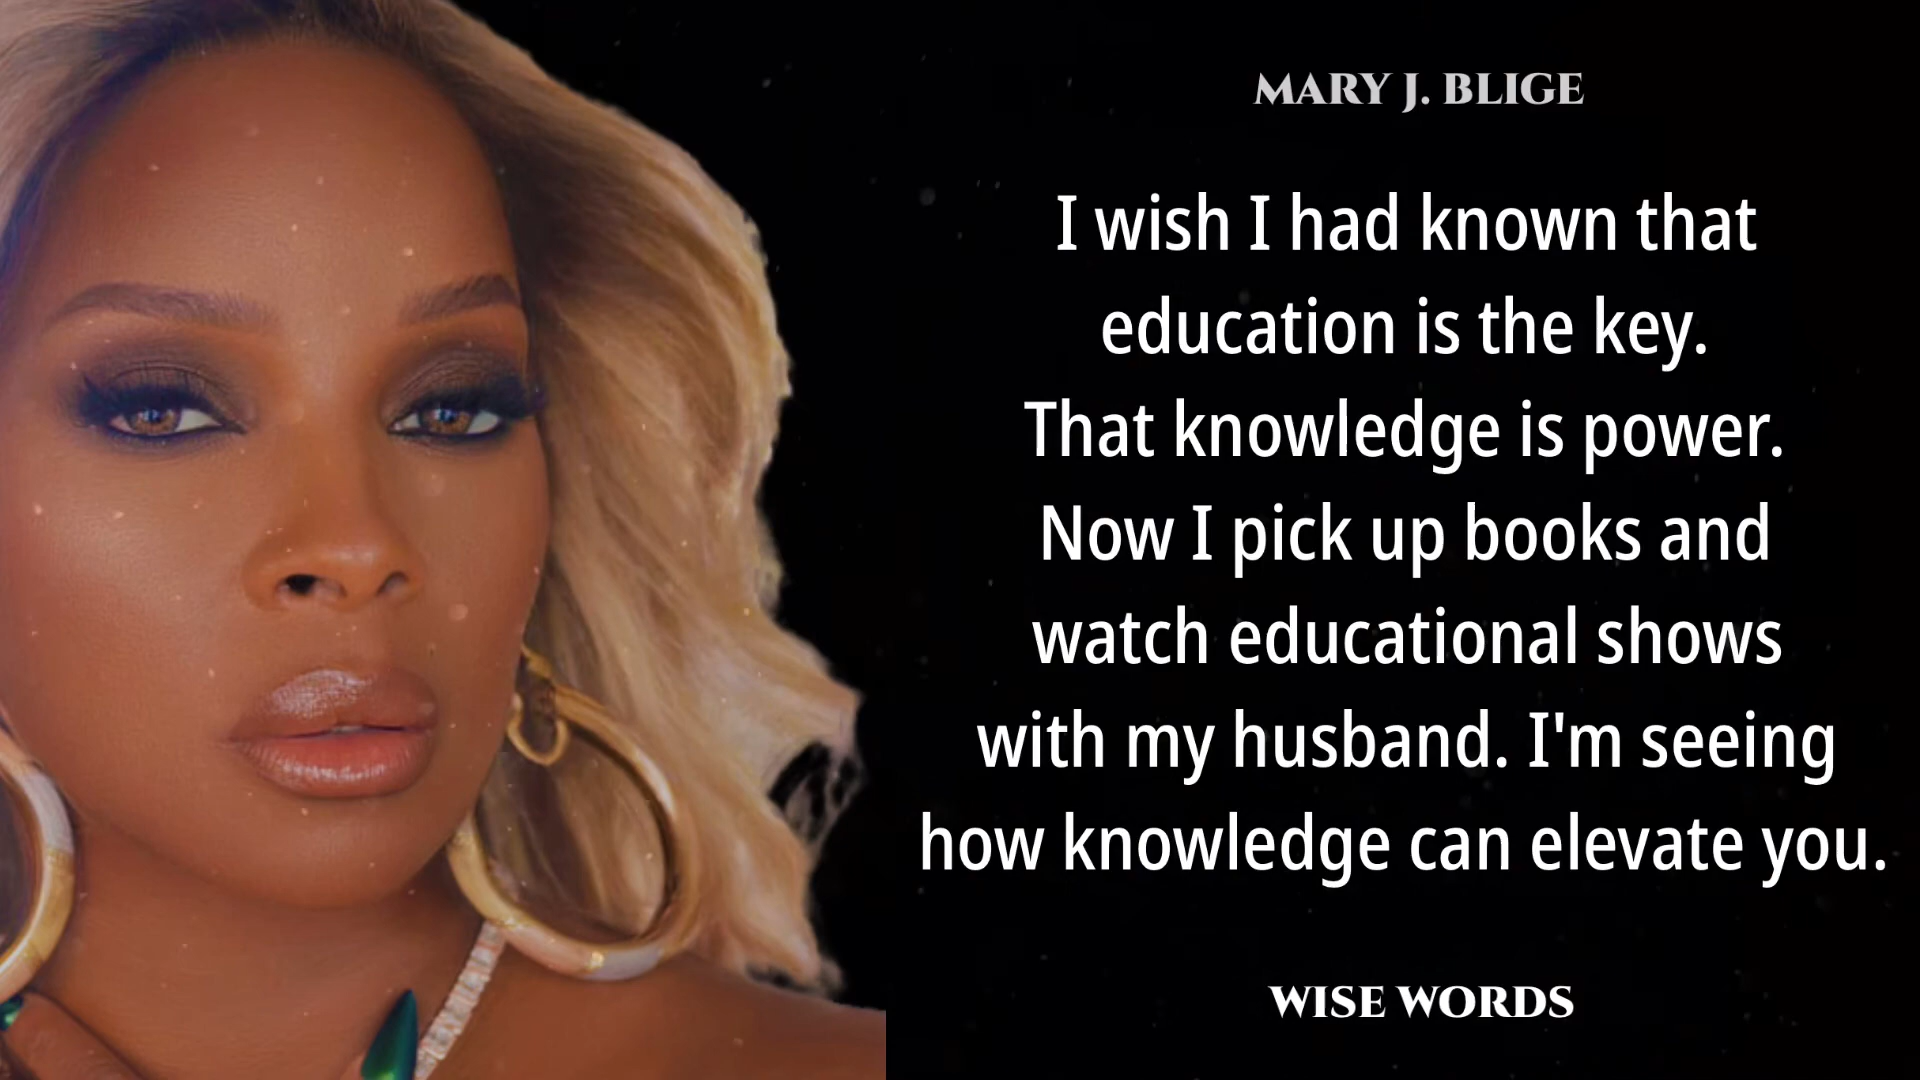 MARY J. BLIGE
I wish I had known that
education is the key.
That knowledge is power.
Now I pick up books and
watch educational shows
with my husband. I'm seeing
how knowledge can elevate you.
WISE WORDS